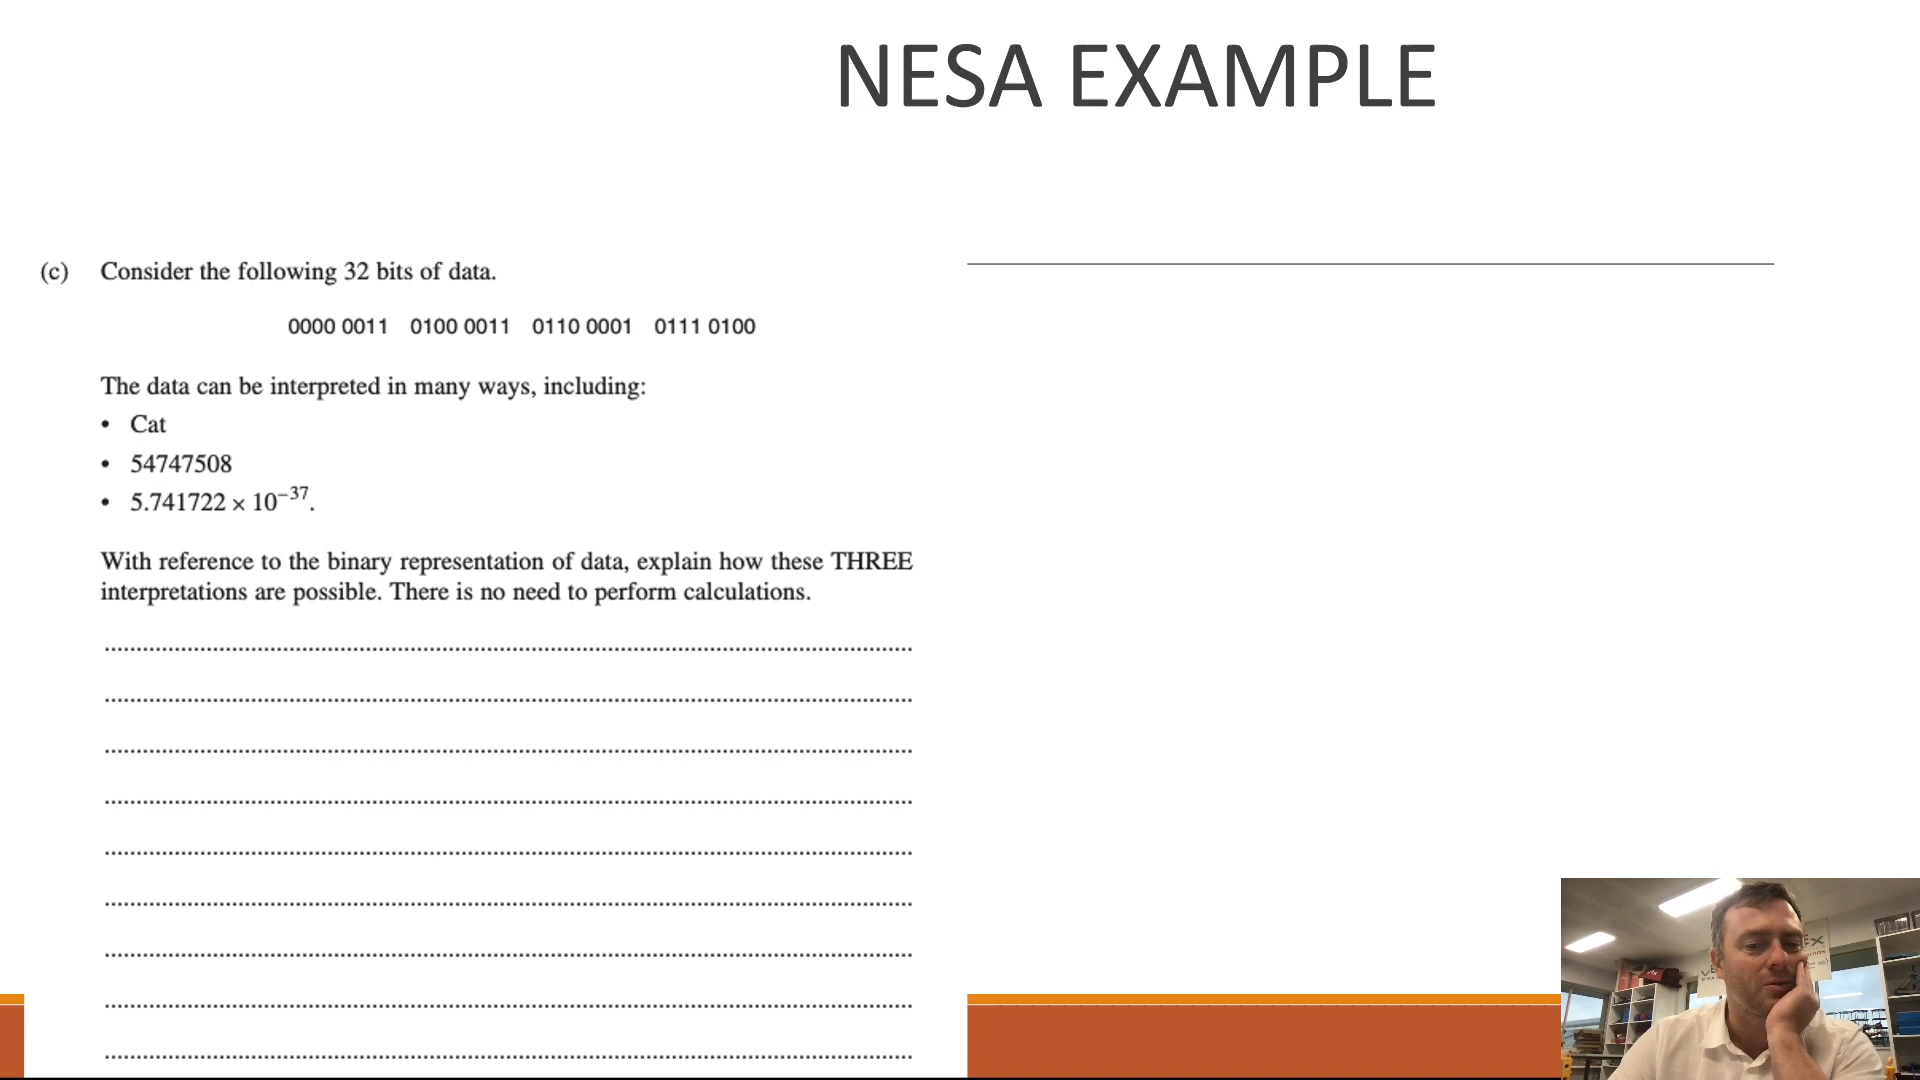 NESA EXAMPLE
(c) Consider the following 32 bits of data.
0000 0011 0100 0011 0110 0001 0111 0100
The data can be interpreted in many ways, including:
• Cat
• 54747508
• 5.741722 × 10⁻³⁷.
With reference to the binary representation of data, explain how these THREE
interpretations are possible. There is no need to perform calculations.